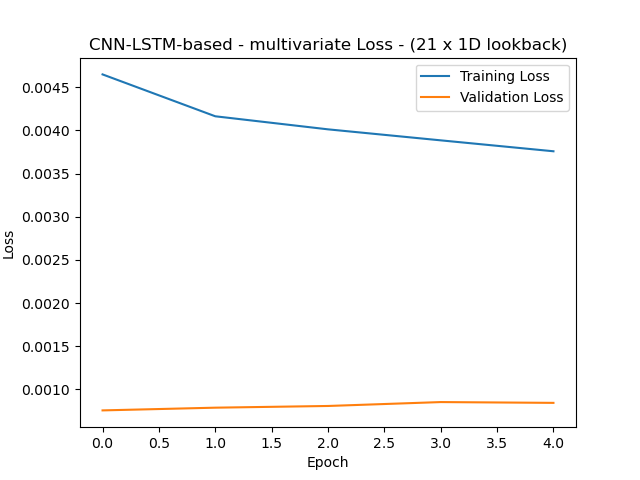 CNN-LSTM-based - multivariate Loss - (21 x 1D lookback)
Training Loss
Validation Loss
Loss
0.0045
0.0040
0.0035
0.0030
0.0025
0.0020
0.0015
0.0010
0.0 0.5 1.0 1.5 2.0 2.5 3.0 3.5 4.0
Epoch